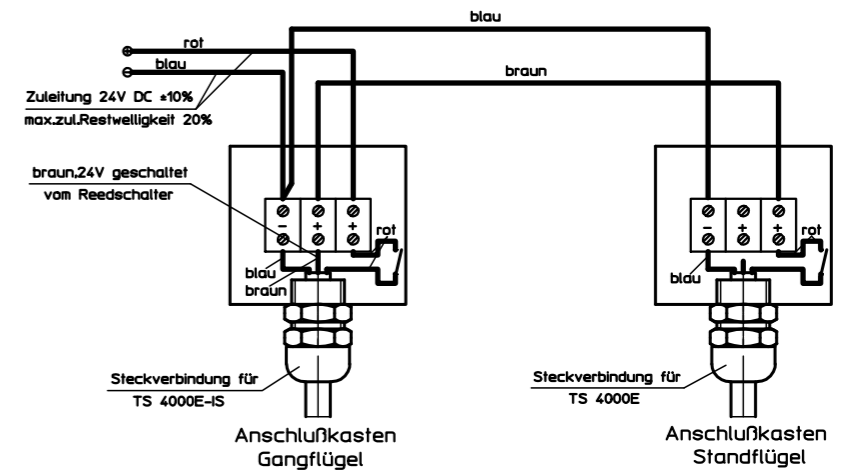 blau
⊕ rot
⊖ blau
braun
Zuleitung 24V DC ±10%
max.zul.Restwelligkeit 20%
braun,24V geschaltet
vom Reedschalter
- + +
- + +
rot
rot
blau
braun
blau
Steckverbindung für
TS 4000E-IS
Steckverbindung für
TS 4000E
Anschlußkasten
Gangflügel
Anschlußkasten
Standflügel